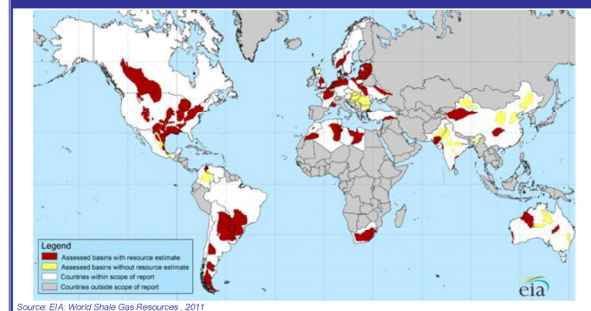 Legend
Assessed basins with resource estimate
Assessed basins without resource estimate
Countries within scope of report
Countries outside scope of report
eia
Source: EIA: World Shale Gas Resources , 2011